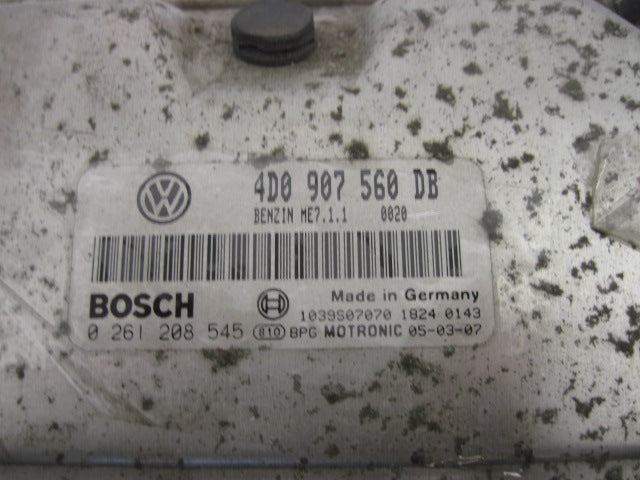 4D0 907 560 DB
BENZIN ME7.1.1 0020
BOSCH
Made in Germany
1039S07070 1824 0143
0 261 208 545 810 BPG MOTRONIC 05-03-07